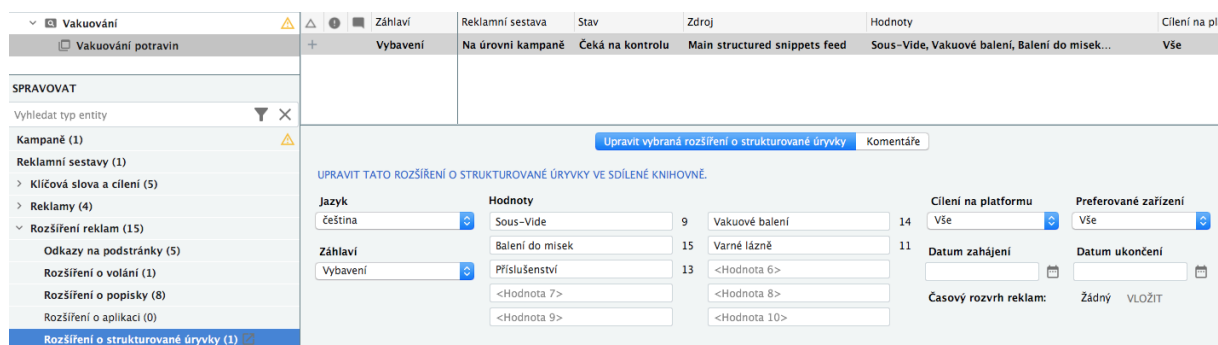 Vakuování
Vakuování potravin
Záhlaví Reklamní sestava Stav Zdroj Hodnoty Cílení na pl
Vybavení Na úrovni kampaně Čeká na kontrolu Main structured snippets feed Sous-Vide, Vakuové balení, Balení do misek... Vše
SPRAVOVAT
Vyhledat typ entity
Kampaně (1)
Reklamní sestavy (1)
Klíčová slova a cílení (5)
Reklamy (4)
Rozšíření reklam (15)
Odkazy na podstránky (5)
Rozšíření o volání (1)
Rozšíření o popisky (8)
Rozšíření o aplikaci (0)
Rozšíření o strukturované úryvky (1)
Upravit vybraná rozšíření o strukturované úryvky Komentáře
UPRAVIT TATO ROZŠÍŘENÍ O STRUKTUROVANÉ ÚRYVKY VE SDÍLENÉ KNIHOVNĚ.
Jazyk Hodnoty Cílení na platformu Preferované zařízení
čeština Sous-Vide 9 Vakuové balení 14 Vše Vše
Balení do misek 15 Varné lázně 11
Záhlaví Datum zahájení Datum ukončení
Vybavení Příslušenství 13 <Hodnota 6>
<Hodnota 7> <Hodnota 8> Časový rozvrh reklam: Žádný VLOŽIT
<Hodnota 9> <Hodnota 10>